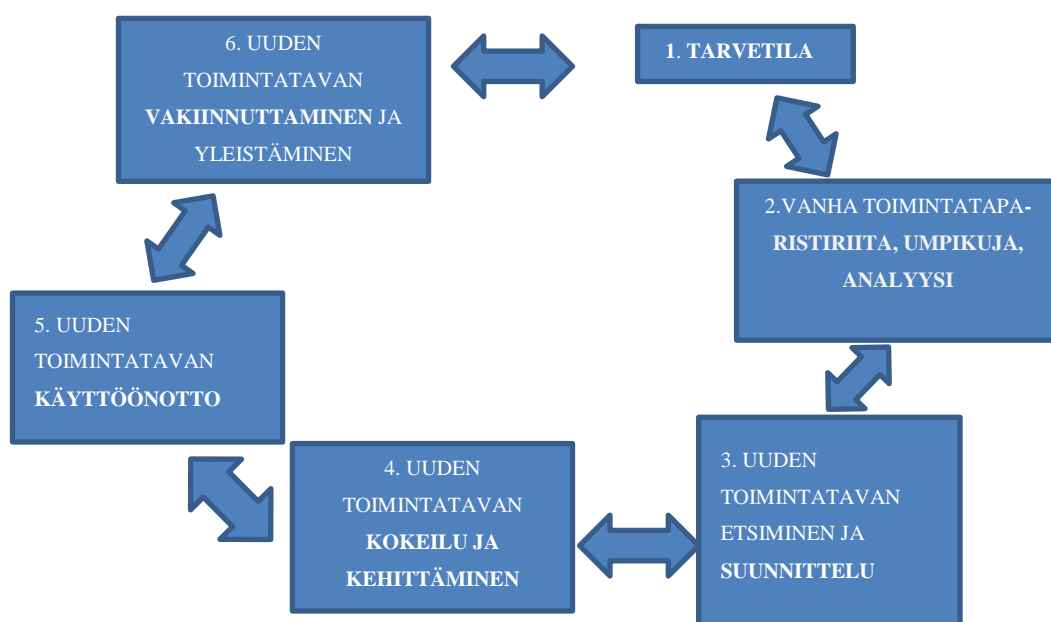 6. UUDEN
TOIMINTATAVAN
VAKIINNUTTAMINEN JA
YLEISTÄMINEN
1. TARVETILA
2.VANHA TOIMINTATAPA-
RISTIRIITA, UMPIKUJA,
ANALYYSI
5. UUDEN
TOIMINTATAVAN
KÄYTTÖÖNOTTO
4. UUDEN
TOIMINTATAVAN
KOKEILU JA
KEHITTÄMINEN
3. UUDEN
TOIMINTATAVAN
ETSIMINEN JA
SUUNNITTELU